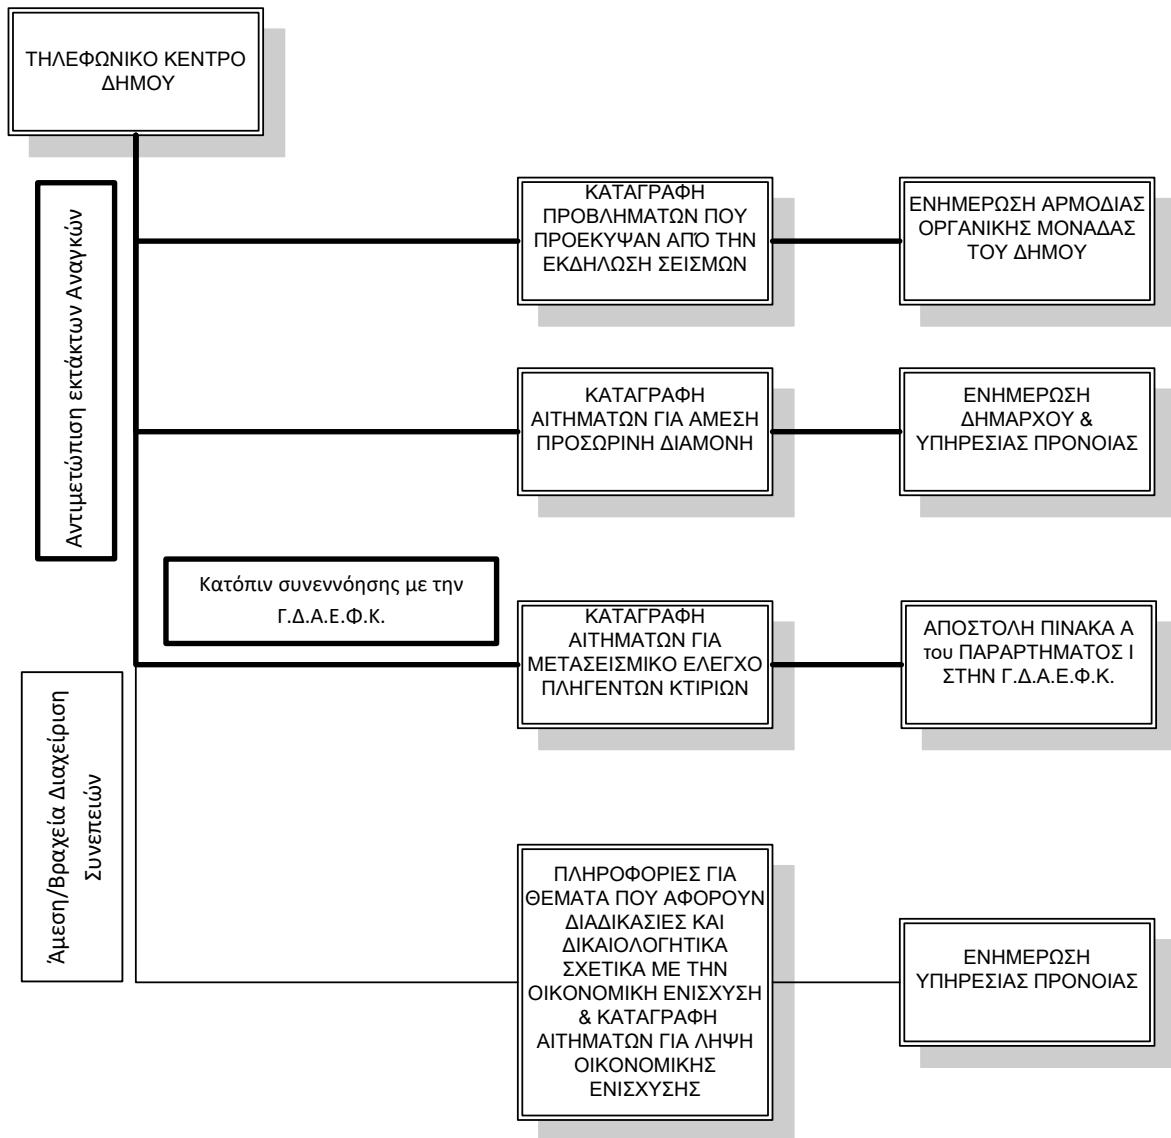 ΤΗΛΕΦΩΝΙΚΟ ΚΕΝΤΡΟ
ΔΗΜΟΥ
Αντιμετώπιση εκτάκτων Αναγκών
ΚΑΤΑΓΡΑΦΗ
ΠΡΟΒΛΗΜΑΤΩΝ ΠΟΥ
ΠΡΟΕΚΥΨΑΝ ΑΠΌ ΤΗΝ
ΕΚΔΗΛΩΣΗ ΣΕΙΣΜΩΝ
ΕΝΗΜΕΡΩΣΗ ΑΡΜΟΔΙΑΣ
ΟΡΓΑΝΙΚΗΣ ΜΟΝΑΔΑΣ
ΤΟΥ ΔΗΜΟΥ
ΚΑΤΑΓΡΑΦΗ
ΑΙΤΗΜΑΤΩΝ ΓΙΑ ΑΜΕΣΗ
ΠΡΟΣΩΡΙΝΗ ΔΙΑΜΟΝΗ
ΕΝΗΜΕΡΩΣΗ
ΔΗΜΑΡΧΟΥ &
ΥΠΗΡΕΣΙΑΣ ΠΡΟΝΟΙΑΣ
Κατόπιν συνεννόησης με την
Γ.Δ.Α.Ε.Φ.Κ.
ΚΑΤΑΓΡΑΦΗ
ΑΙΤΗΜΑΤΩΝ ΓΙΑ
ΜΕΤΑΣΕΙΣΜΙΚΟ ΕΛΕΓΧΟ
ΠΛΗΓΕΝΤΩΝ ΚΤΙΡΙΩΝ
ΑΠΟΣΤΟΛΗ ΠΙΝΑΚΑ Α
του ΠΑΡΑΡΤΗΜΑΤΟΣ Ι
ΣΤΗΝ Γ.Δ.Α.Ε.Φ.Κ.
Άμεση/Βραχεία Διαχείριση
Συνεπειών
ΠΛΗΡΟΦΟΡΙΕΣ ΓΙΑ
ΘΕΜΑΤΑ ΠΟΥ ΑΦΟΡΟΥΝ
ΔΙΑΔΙΚΑΣΙΕΣ ΚΑΙ
ΔΙΚΑΙΟΛΟΓΗΤΙΚΑ
ΣΧΕΤΙΚΑ ΜΕ ΤΗΝ
ΟΙΚΟΝΟΜΙΚΗ ΕΝΙΣΧΥΣΗ
& ΚΑΤΑΓΡΑΦΗ
ΑΙΤΗΜΑΤΩΝ ΓΙΑ ΛΗΨΗ
ΟΙΚΟΝΟΜΙΚΗΣ
ΕΝΙΣΧΥΣΗΣ
ΕΝΗΜΕΡΩΣΗ
ΥΠΗΡΕΣΙΑΣ ΠΡΟΝΟΙΑΣ